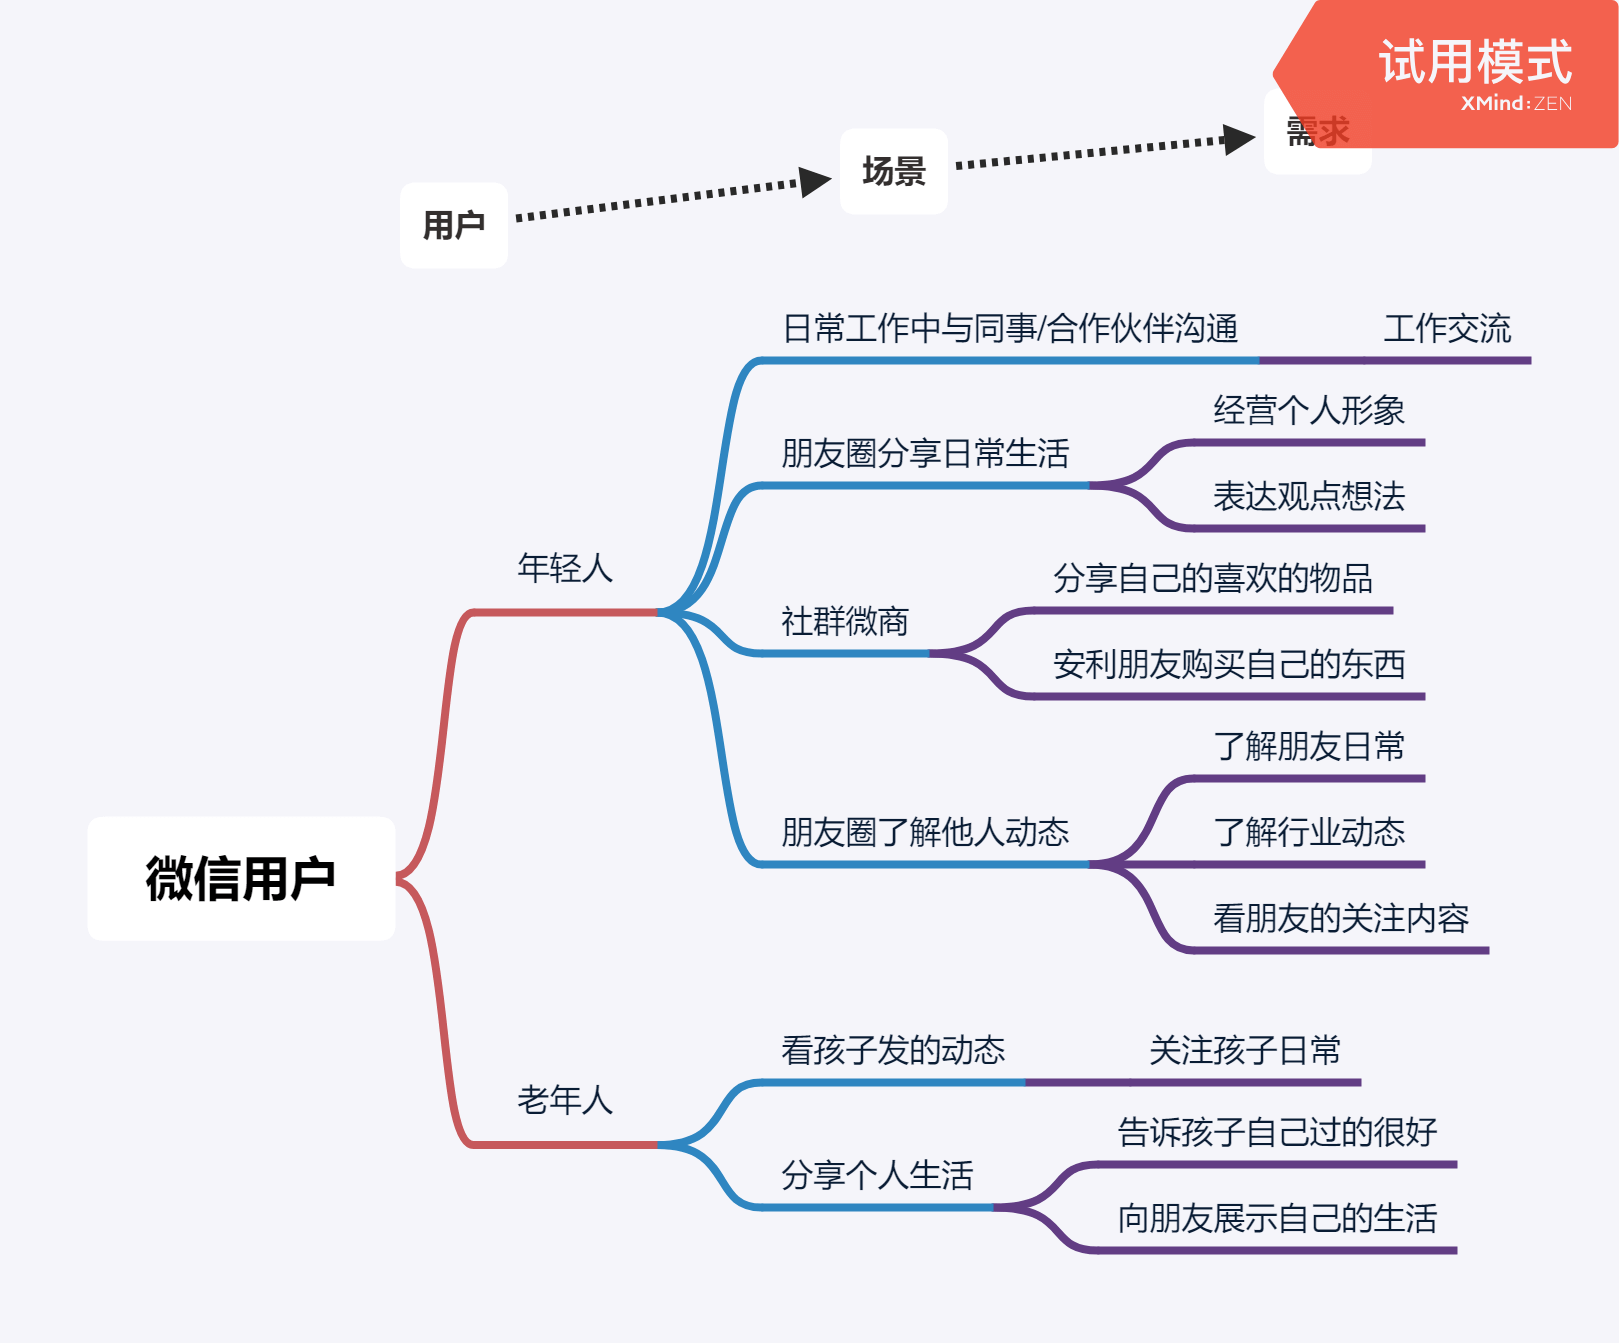 试用模式
XMind:ZEN
需求
场景
用户
日常工作中与同事/合作伙伴沟通
工作交流
经营个人形象
朋友圈分享日常生活
表达观点想法
年轻人
分享自己的喜欢的物品
社群微商
安利朋友购买自己的东西
了解朋友日常
朋友圈了解他人动态
了解行业动态
看朋友的关注内容
微信用户
看孩子发的动态
关注孩子日常
老年人
告诉孩子自己过的很好
分享个人生活
向朋友展示自己的生活